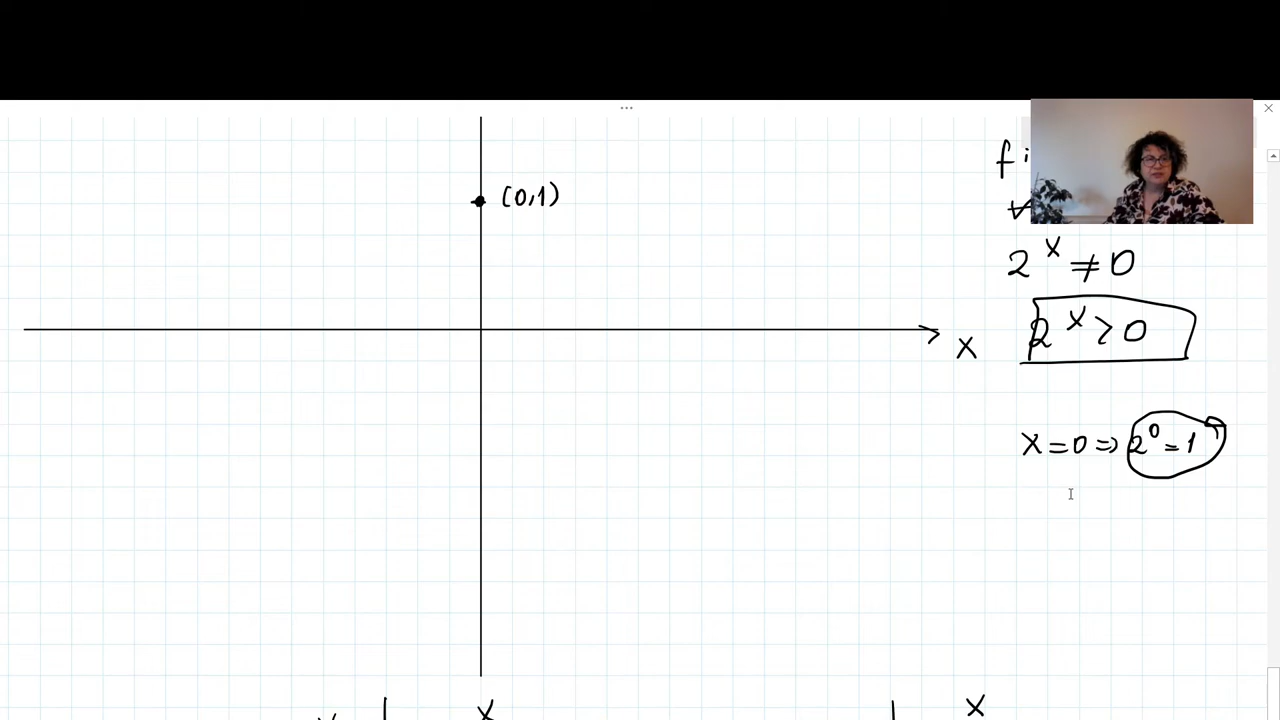 (0,1)
2^x ≠ 0
2^x > 0
x
x = 0 => 2^0 = 1
x
x